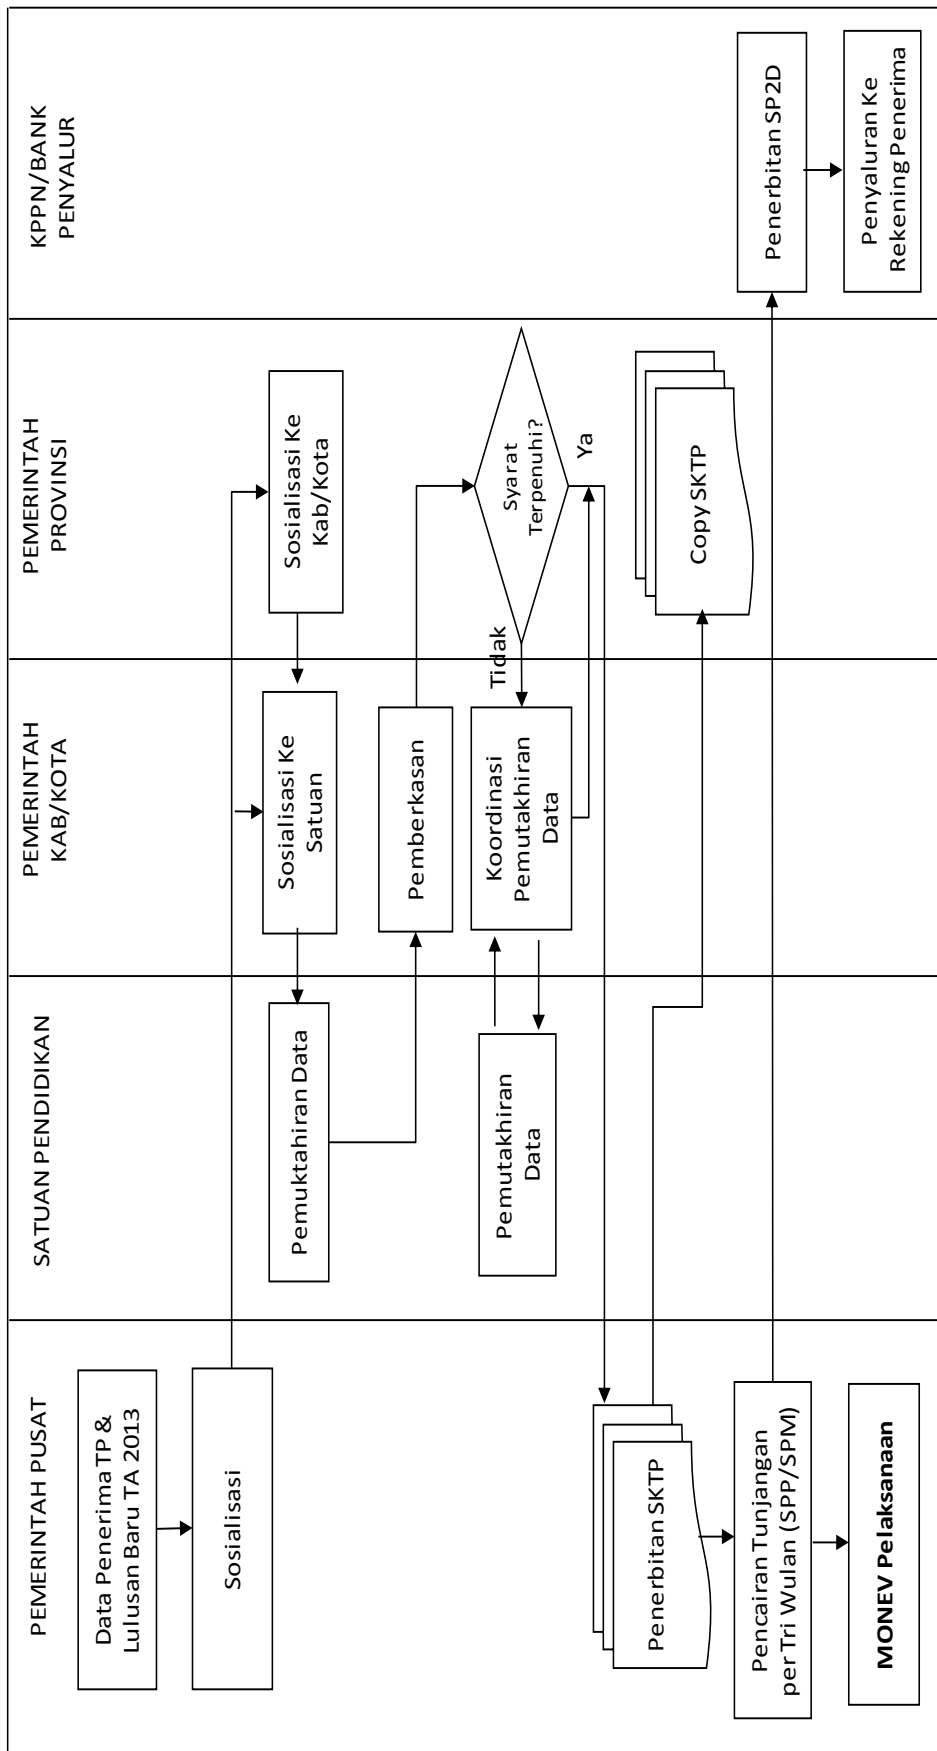 PEMERINTAH PUSAT
SATUAN PENDIDIKAN
PEMERINTAH
KAB/KOTA
PEMERINTAH
PROVINSI
KPPN/BANK
PENYALUR
Data Penerima TP &
Lulusan Baru TA 2013
Sosialisasi
Sosialisasi Ke
Kab/Kota
Sosialisasi Ke
Satuan
Pemuktahiran Data
Pemberkasan
Syarat
Terpenuhi?
Tidak
Ya
Koordinasi
Pemutakhiran
Data
Pemutakhiran
Data
Penerbitan SKTP
Copy SKTP
Pencairan Tunjangan
per Tri Wulan (SPP/SPM)
Penerbitan SP2D
Penyaluran Ke
Rekening Penerima
MONEV Pelaksanaan